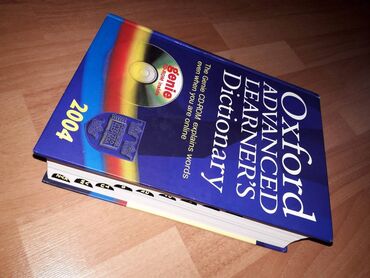 Oxford
ADVANCED
LEARNER'S
Dictionary
The Genie CD-ROM explains words
even when you are online
genie
2004